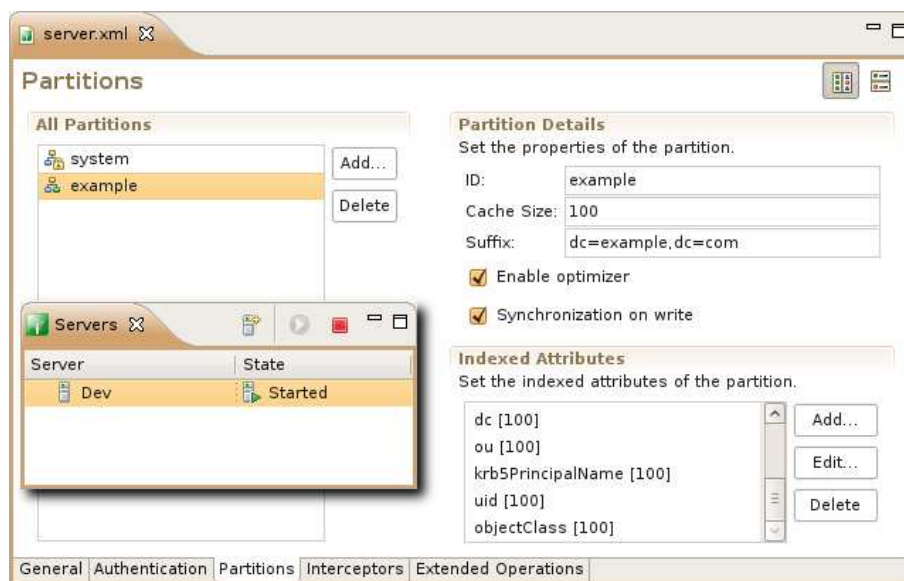 server.xml
Partitions
All Partitions
system
example
Add...
Delete
Partition Details
Set the properties of the partition.
ID: example
Cache Size: 100
Suffix: dc=example,dc=com
Enable optimizer
Synchronization on write
Servers
Server State
Dev Started
Indexed Attributes
Set the indexed attributes of the partition.
dc [100]
ou [100]
krb5PrincipalName [100]
uid [100]
objectClass [100]
Add...
Edit...
Delete
General Authentication Partitions Interceptors Extended Operations